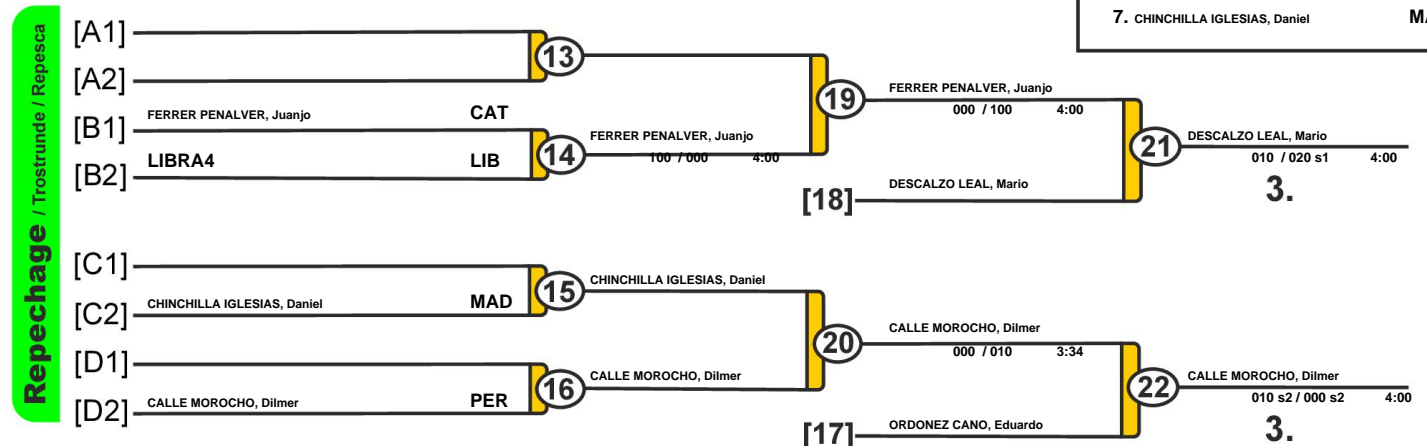 7. CHINCHILLA IGLESIAS, Daniel
Repechage / Trostrunde / Repesca
[A1]
13
[A2]
19
FERRER PENALVER, Juanjo
000 / 100 4:00
[B1] FERRER PENALVER, Juanjo CAT
14
FERRER PENALVER, Juanjo
100 / 000 4:00
[B2] LIBRA4 LIB
21
DESCALZO LEAL, Mario
010 / 020 s1 4:00
3.
[18] DESCALZO LEAL, Mario
[C1]
15
CHINCHILLA IGLESIAS, Daniel
[C2] CHINCHILLA IGLESIAS, Daniel MAD
20
CALLE MOROCHO, Dilmer
000 / 010 3:34
[D1]
16
CALLE MOROCHO, Dilmer
[D2] CALLE MOROCHO, Dilmer PER
22
CALLE MOROCHO, Dilmer
010 s2 / 000 s2 4:00
3.
[17] ORDONEZ CANO, Eduardo